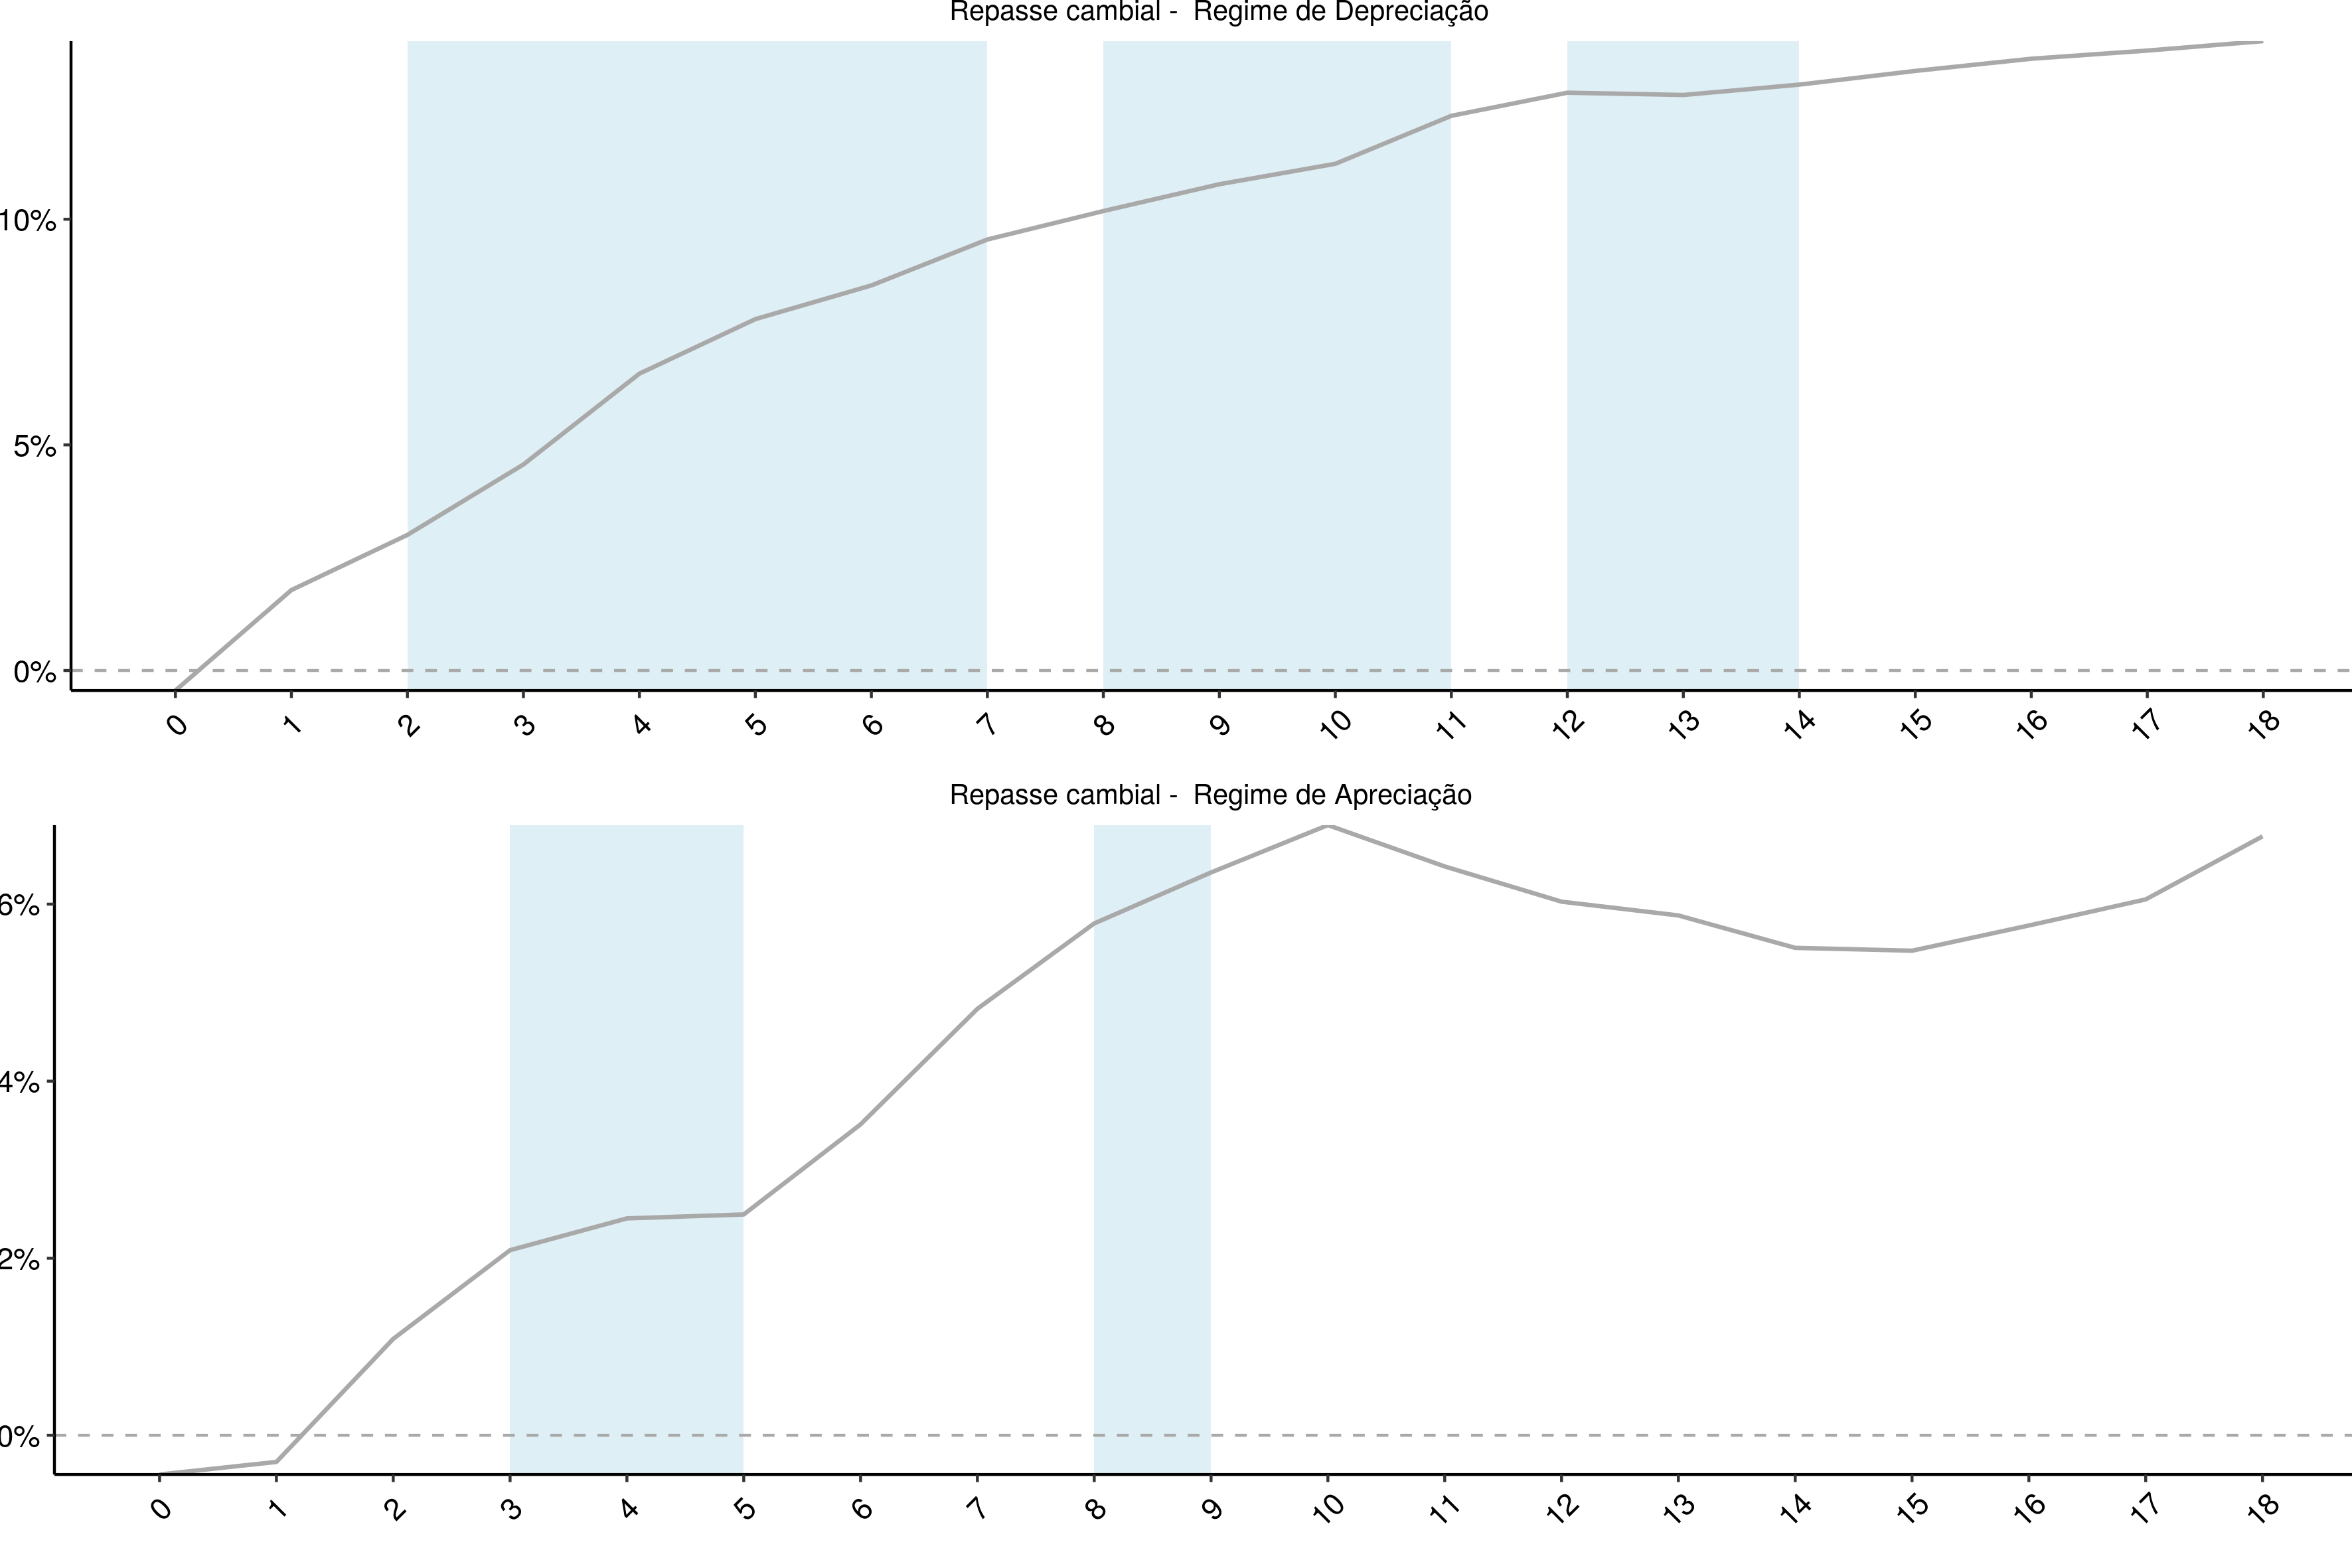 Repasse cambial -  Regime de Depreciação
10%
5%
0%
0 1 2 3 4 5 6 7 8 9 10 11 12 13 14 15 16 17 18
Repasse cambial -  Regime de Apreciação
6%
4%
2%
0%
0 1 2 3 4 5 6 7 8 9 10 11 12 13 14 15 16 17 18